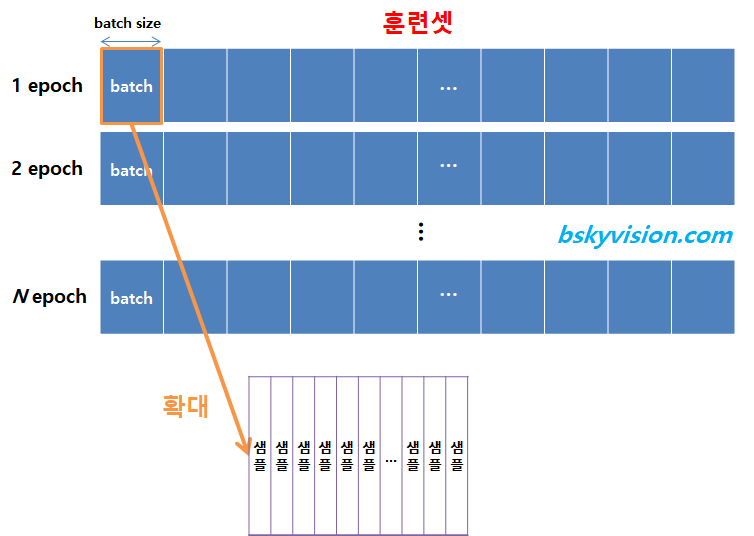 batch size
훈련셋
1 epoch
batch
...
2 epoch
batch
...
⋮
bskyvision.com
N epoch
batch
...
확대
샘플 샘플 샘플 샘플 샘플 샘플 ... 샘플 샘플 샘플